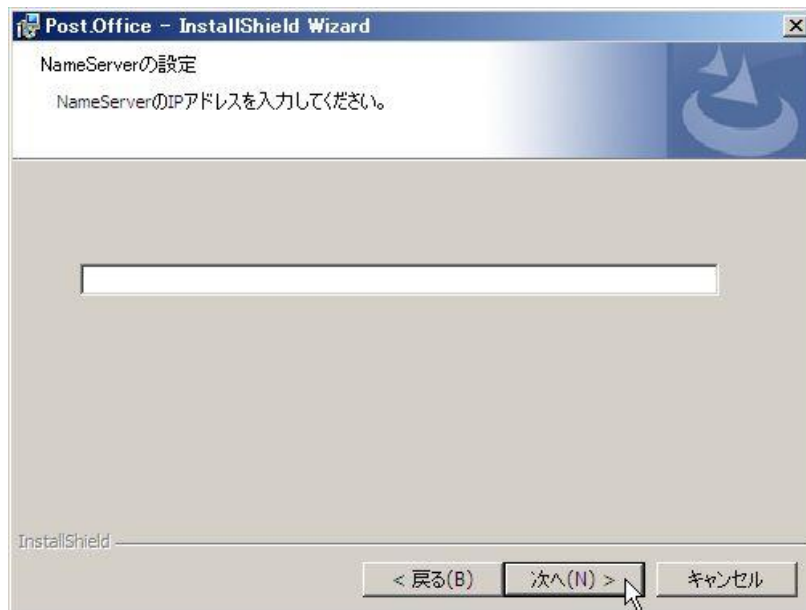 Post.Office - InstallShield Wizard
NameServerの設定
NameServerのIPアドレスを入力してください。
InstallShield
< 戻る(B)
次へ(N) >
キャンセル